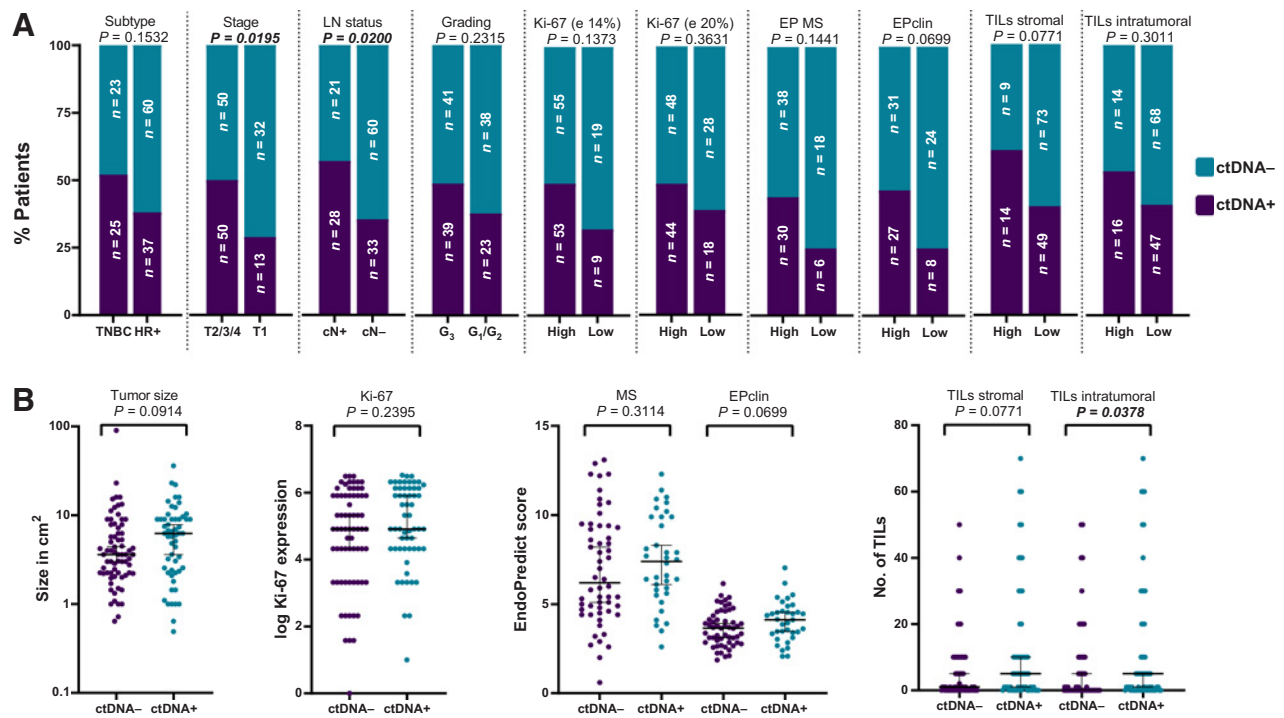 A
Subtype
P = 0.1532
Stage
P = 0.0195
LN status
P = 0.0200
Grading
P = 0.2315
Ki-67 (e 14%)
P = 0.1373
Ki-67 (e 20%)
P = 0.3631
EP MS
P = 0.1441
EPclin
P = 0.0699
TILs stromal
P = 0.0771
TILs intratumoral
P = 0.3011
% Patients
100
75
50
25
0
n = 23
n = 60
n = 50
n = 32
n = 21
n = 60
n = 41
n = 38
n = 55
n = 19
n = 48
n = 28
n = 38
n = 18
n = 31
n = 24
n = 9
n = 73
n = 14
n = 68
n = 25
n = 37
n = 50
n = 13
n = 28
n = 33
n = 39
n = 23
n = 53
n = 9
n = 44
n = 18
n = 30
n = 6
n = 27
n = 8
n = 14
n = 49
n = 16
n = 47
ctDNA–
ctDNA+
TNBC HR+
T2/3/4 T1
cN+ cN–
G3 G1/G2
High Low
High Low
High Low
High Low
High Low
High Low
B
Tumor size
P = 0.0914
Size in cm2
100
10
1
0.1
ctDNA– ctDNA+
Ki-67
P = 0.2395
log Ki-67 expression
8
6
4
2
0
ctDNA– ctDNA+
MS
P = 0.3114
EPclin
P = 0.0699
EndoPredict score
15
10
5
0
ctDNA– ctDNA+ ctDNA– ctDNA+
TILs stromal
P = 0.0771
TILs intratumoral
P = 0.0378
No. of TILs
80
60
40
20
0
ctDNA– ctDNA+ ctDNA– ctDNA+